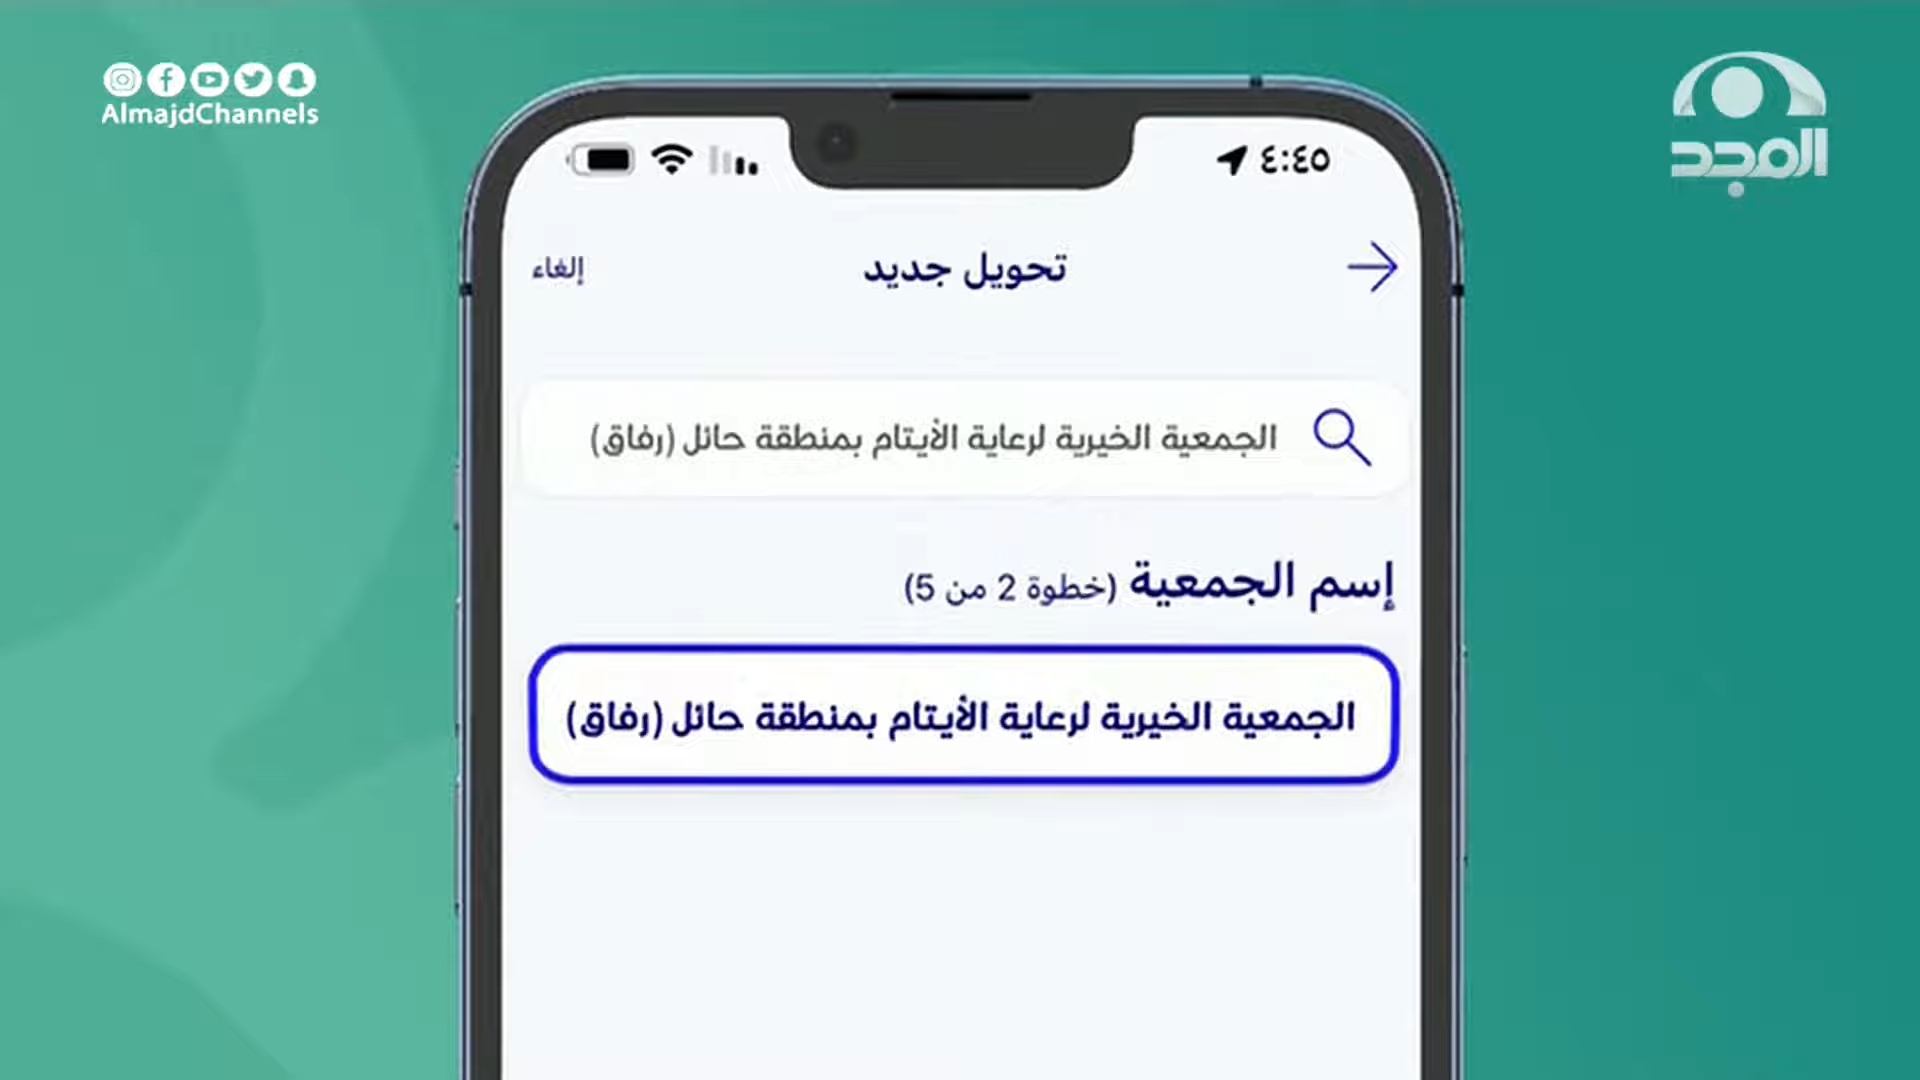 AlmajdChannels
المجد
٤:٤٥
إلغاء
تحويل جديد
الجمعية الخيرية لرعاية الأيتام بمنطقة حائل (رفاق)
إسم الجمعية (خطوة 2 من 5)
الجمعية الخيرية لرعاية الأيتام بمنطقة حائل (رفاق)